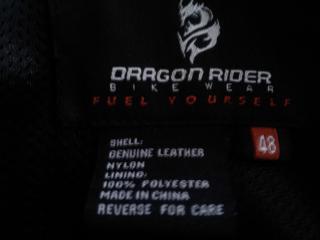 DRAGON RIDER
BIKE WEAR
FUEL YOURSELF
48
SHELL:
GENUINE LEATHER
NYLON
LINING:
100% POLYESTER
MADE IN CHINA
REVERSE FOR CARE